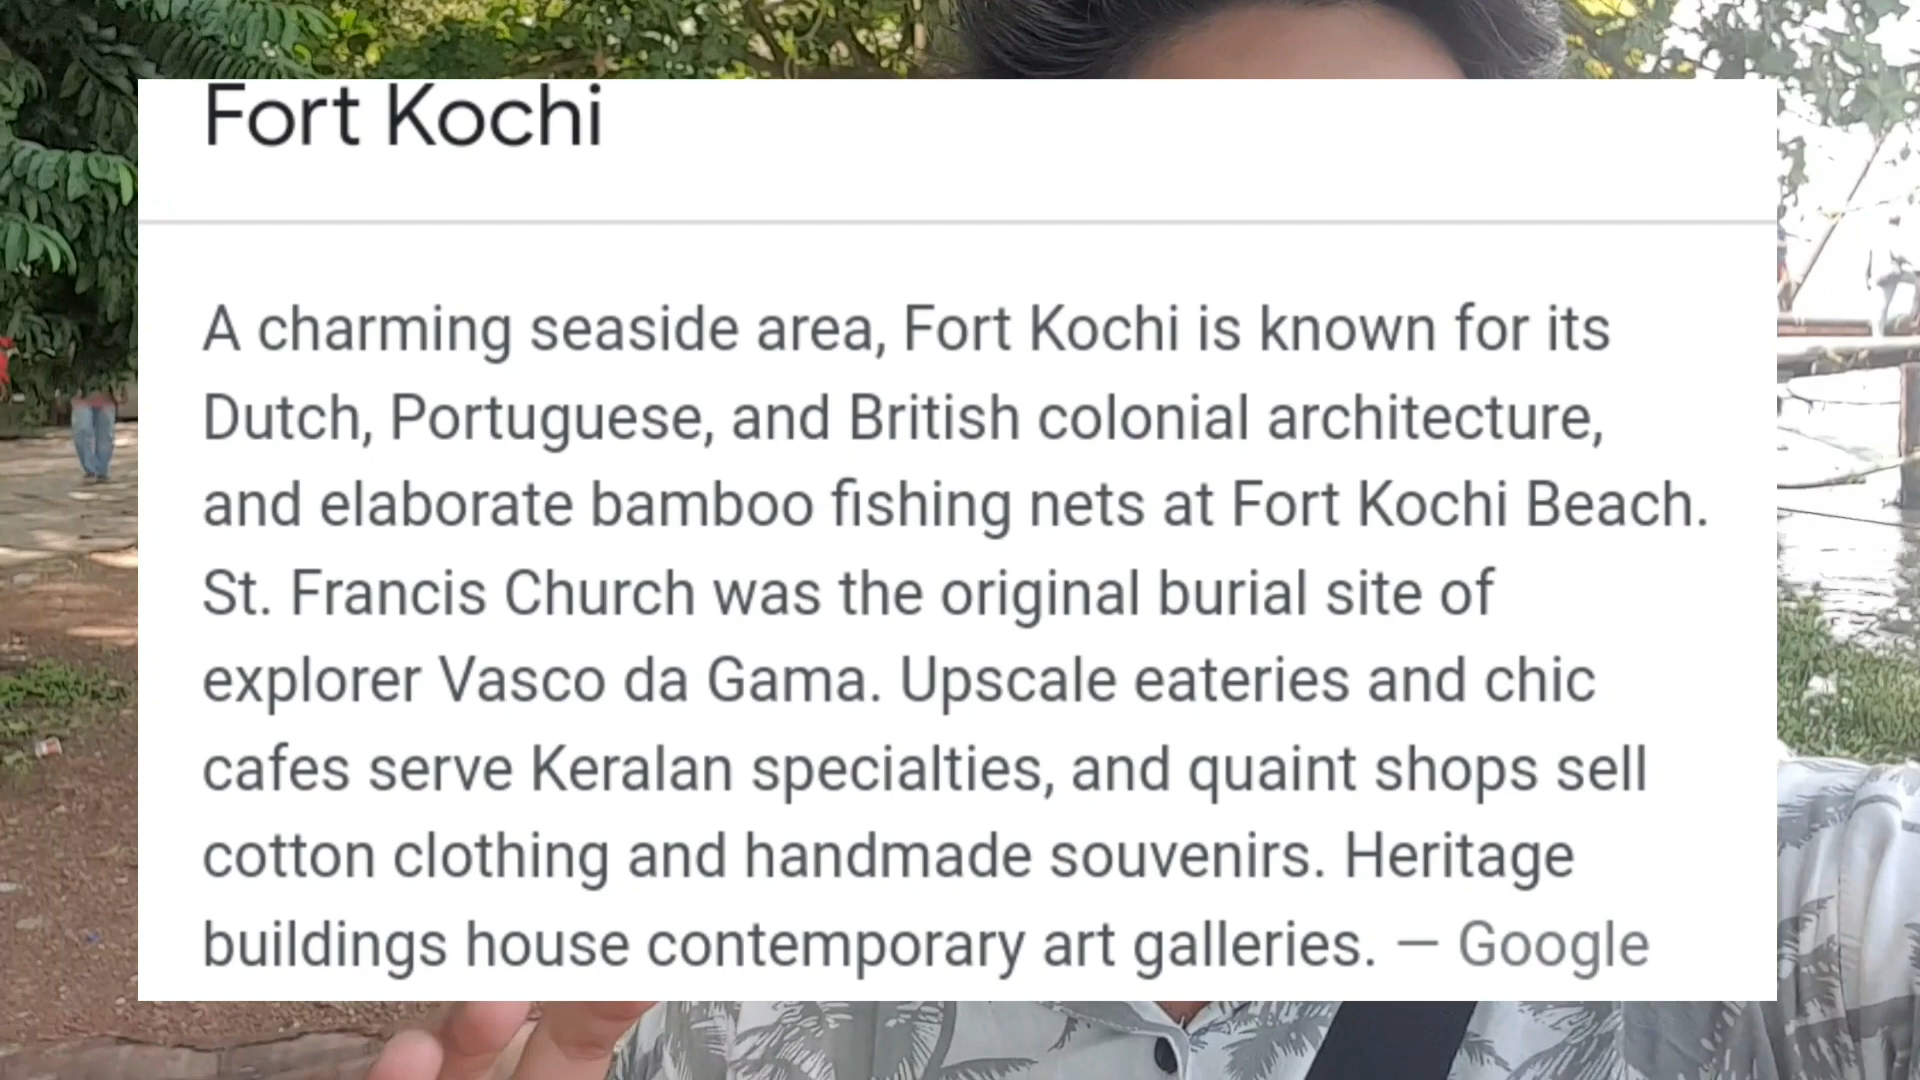 Fort Kochi
A charming seaside area, Fort Kochi is known for its
Dutch, Portuguese, and British colonial architecture,
and elaborate bamboo fishing nets at Fort Kochi Beach.
St. Francis Church was the original burial site of
explorer Vasco da Gama. Upscale eateries and chic
cafes serve Keralan specialties, and quaint shops sell
cotton clothing and handmade souvenirs. Heritage
buildings house contemporary art galleries. — Google